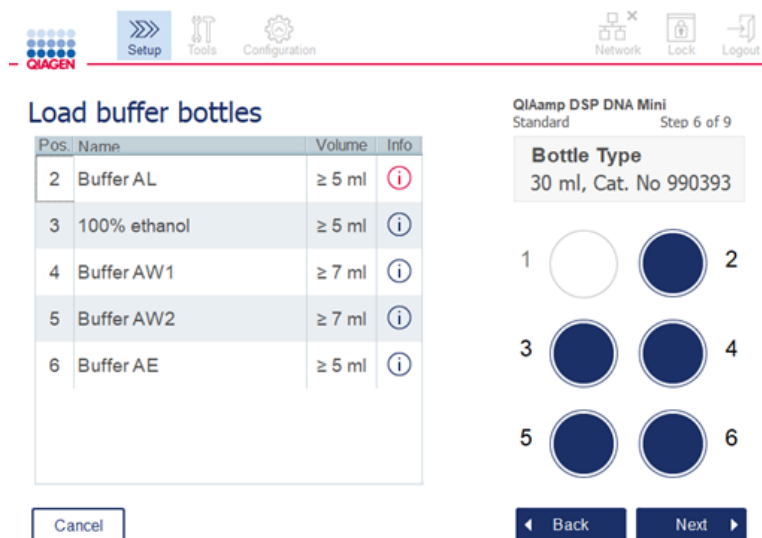 QIAGEN
Setup Tools Configuration Network Lock Logout
Load buffer bottles
Pos. Name Volume Info
2 Buffer AL ≥ 5 ml i
3 100% ethanol ≥ 5 ml i
4 Buffer AW1 ≥ 7 ml i
5 Buffer AW2 ≥ 7 ml i
6 Buffer AE ≥ 5 ml i
Cancel
QIAamp DSP DNA Mini
Standard Step 6 of 9
Bottle Type
30 ml, Cat. No 990393
1 2
3 4
5 6
Back Next